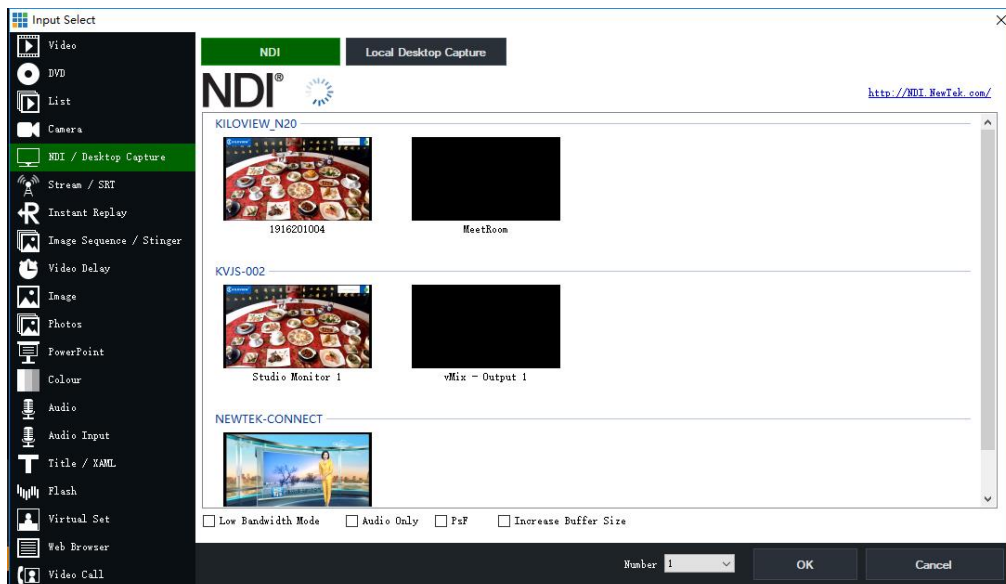 Input Select
Video
DVD
List
Camera
NDI / Desktop Capture
Stream / SRT
Instant Replay
Image Sequence / Stinger
Video Delay
Image
Photos
PowerPoint
Colour
Audio
Audio Input
Title / XAML
Flash
Virtual Set
Web Browser
Video Call
NDI
Local Desktop Capture
NDI®
http://NDI.NewTek.com/
KILOVIEW_N20
1916201004
MeetRoom
KVJS-002
Studio Monitor 1
vMix - Output 1
NEWTEK-CONNECT
Low Bandwidth Mode
Audio Only
PsF
Increase Buffer Size
Number 1
OK
Cancel